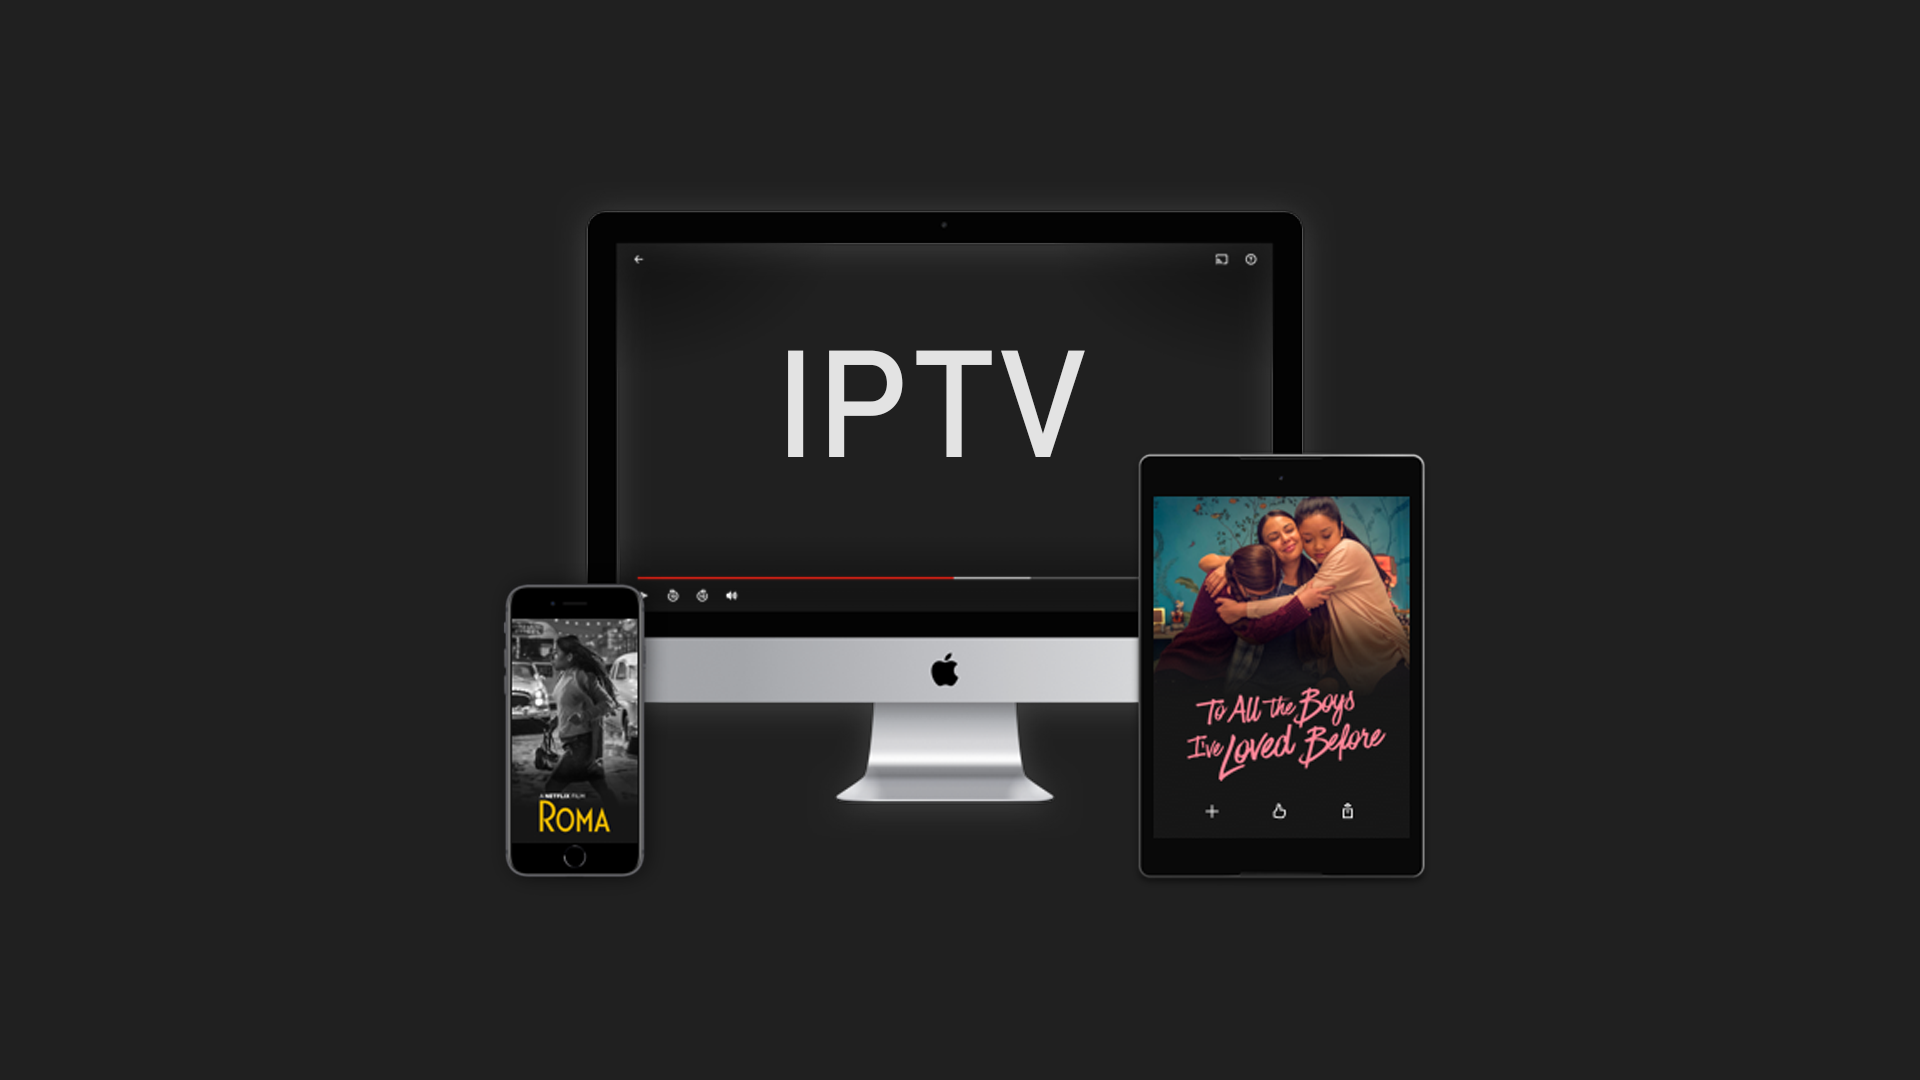 IPTV
A NETFLIX FILM
ROMA
To All the Boys
I've Loved Before